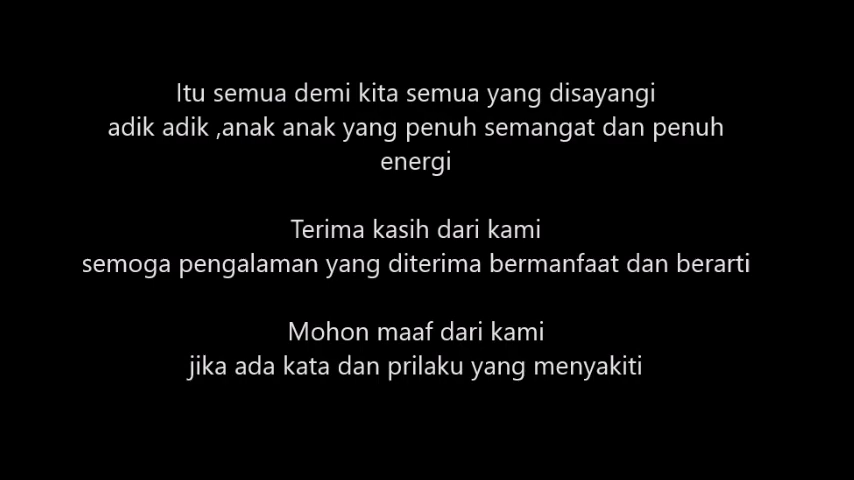 Itu semua demi kita semua yang disayangi
adik adik ,anak anak yang penuh semangat dan penuh
energi
Terima kasih dari kami
semoga pengalaman yang diterima bermanfaat dan berarti
Mohon maaf dari kami
jika ada kata dan prilaku yang menyakiti